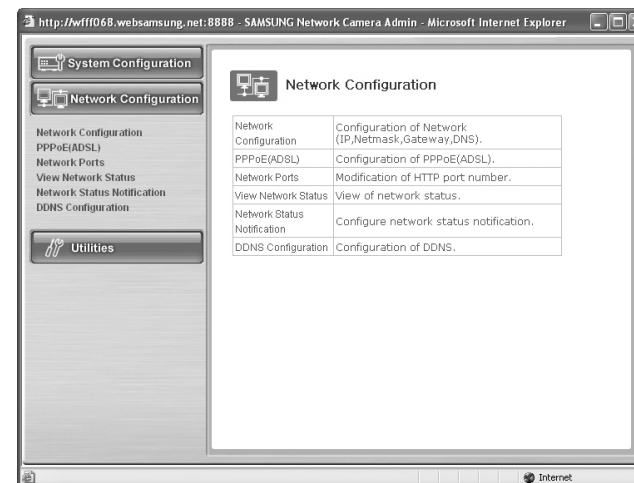 http://wfff068.websamsung.net:8888 - SAMSUNG Network Camera Admin - Microsoft Internet Explorer
System Configuration
Network Configuration
Network Configuration
PPPoE(ADSL)
Network Ports
View Network Status
Network Status Notification
DDNS Configuration
Utilities
Network Configuration
Network
Configuration
Configuration of Network
(IP,Netmask,Gateway,DNS).
PPPoE(ADSL) Configuration of PPPoE(ADSL).
Network Ports Modification of HTTP port number.
View Network Status View of network status.
Network Status
Notification
Configure network status notification.
DDNS Configuration Configuration of DDNS.
Internet